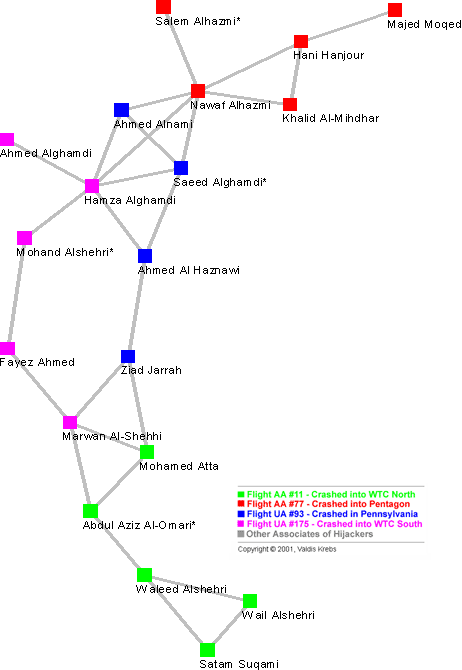 Salem Alhazmi*
Majed Moqed
Hani Hanjour
Nawaf Alhazmi
Khalid Al-Mihdhar
Ahmed Alnami
Ahmed Alghamdi
Saeed Alghamdi*
Hamza Alghamdi
Mohand Alshehri*
Ahmed Al Haznawi
Fayez Ahmed
Ziad Jarrah
Marwan Al-Shehhi
Mohamed Atta
Abdul Aziz Al-Omari*
Waleed Alshehri
Wail Alshehri
Satam Suqami
Flight AA #11 - Crashed into WTC North
Flight AA #77 - Crashed into Pentagon
Flight UA #93 - Crashed in Pennsylvania
Flight UA #175 - Crashed into WTC South
Other Associates of Hijackers
Copyright © 2001, Valdis Krebs